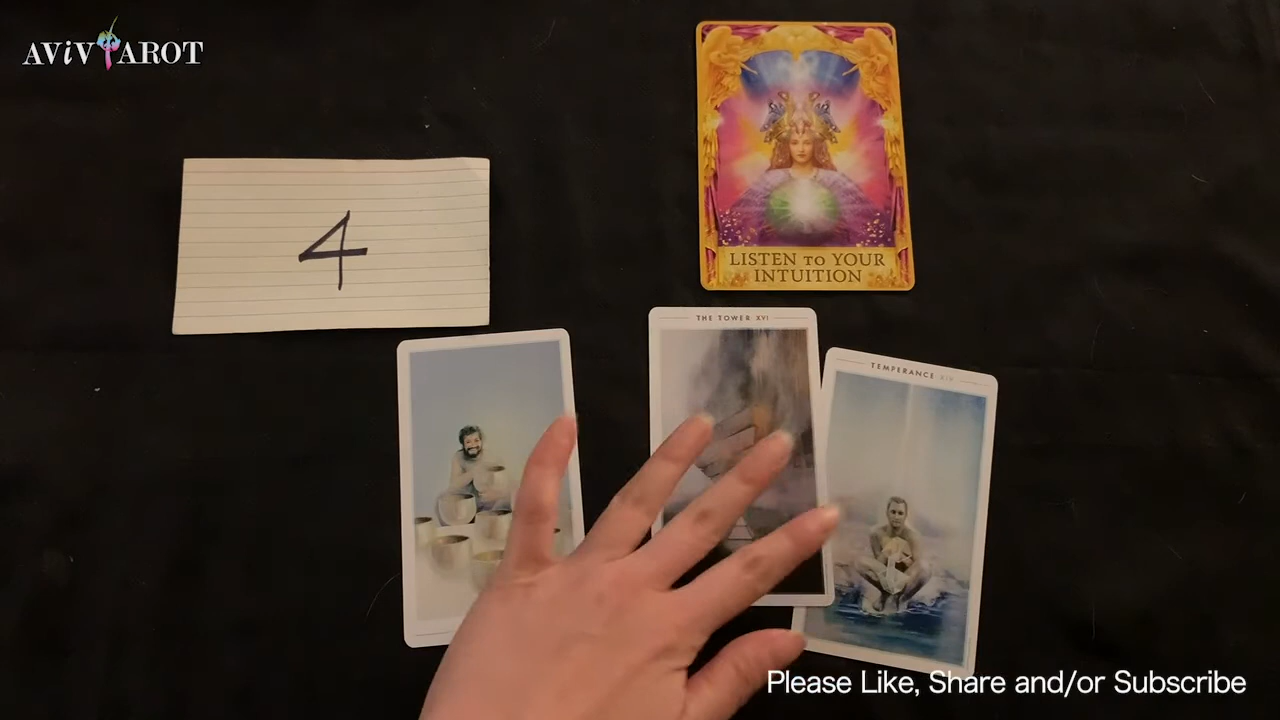 AViV TAROT
4
LISTEN TO YOUR
INTUITION
THE TOWER XVI
TEMPERANCE XIV
Please Like, Share and/or Subscribe